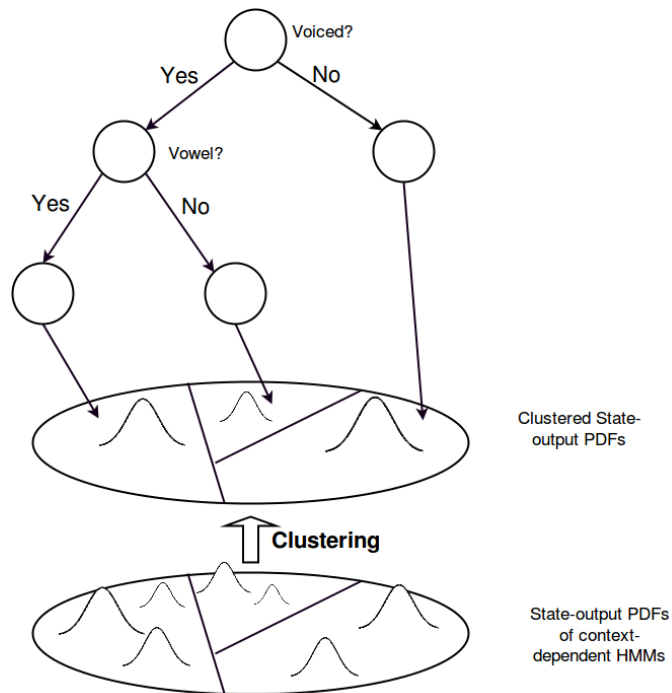 Voiced?
Yes
No
Vowel?
Yes
No
Clustered State-
output PDFs
Clustering
State-output PDFs
of context-
dependent HMMs